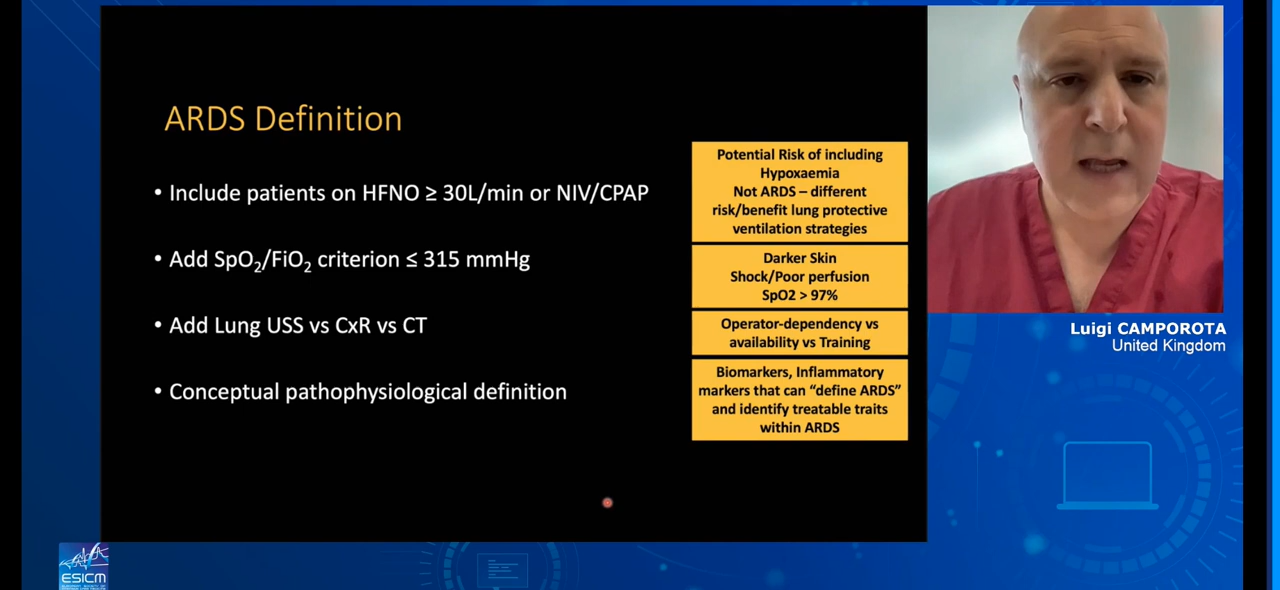 ARDS Definition
• Include patients on HFNO ≥ 30L/min or NIV/CPAP
• Add SpO₂/FiO₂ criterion ≤ 315 mmHg
• Add Lung USS vs CxR vs CT
• Conceptual pathophysiological definition
Potential Risk of including
Hypoxaemia
Not ARDS – different
risk/benefit lung protective
ventilation strategies
Darker Skin
Shock/Poor perfusion
SpO2 > 97%
Operator-dependency vs
availability vs Training
Biomarkers, Inflammatory
markers that can “define ARDS”
and identify treatable traits
within ARDS
Luigi CAMPOROTA
United Kingdom
ESICM